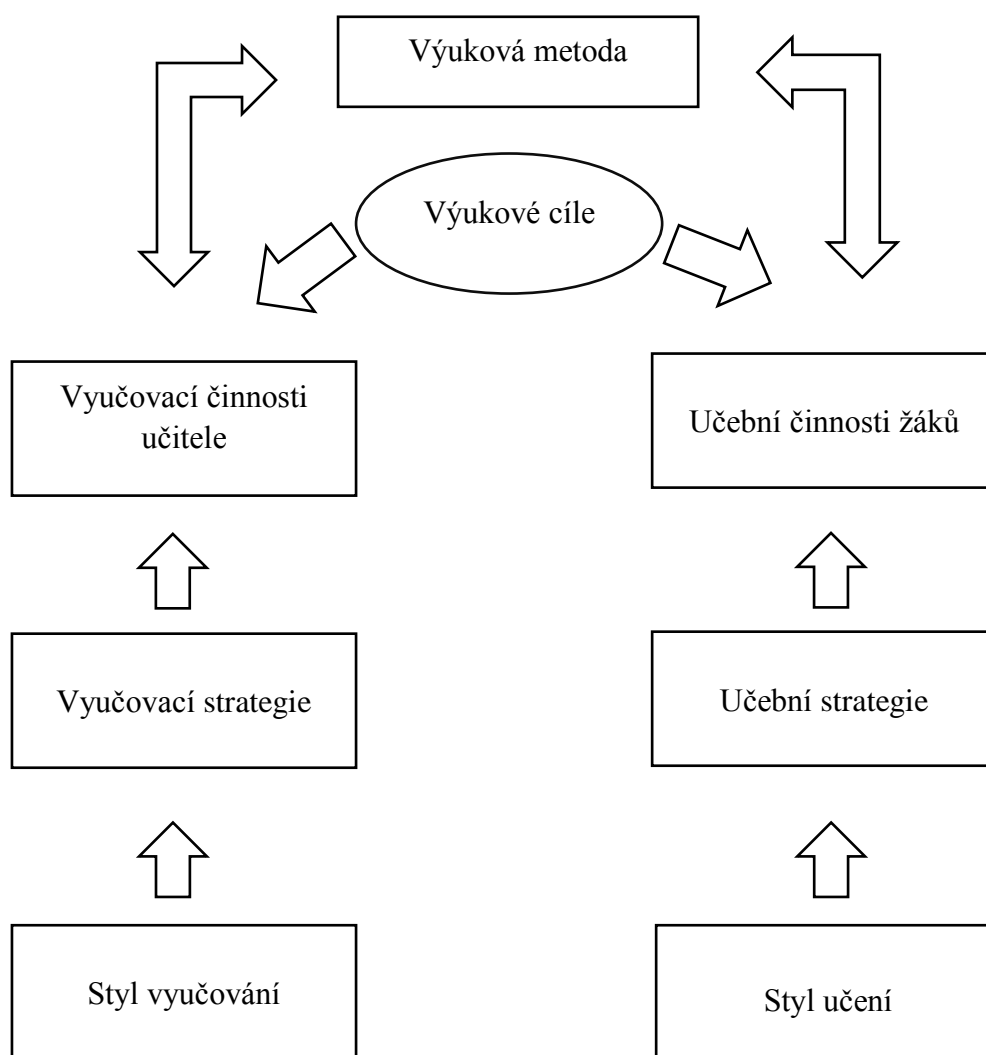 Výuková metoda
Výukové cíle
Vyučovací činnosti
učitele
Učební činnosti žáků
Vyučovací strategie
Učební strategie
Styl vyučování
Styl učení